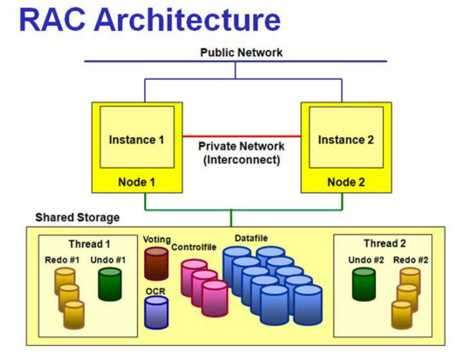 RAC Architecture
Public Network
Instance 1
Private Network
(Interconnect)
Instance 2
Node 1
Node 2
Shared Storage
Thread 1
Redo #1
Undo #1
Voting
OCR
Controlfile
Datafile
Thread 2
Undo #2
Redo #2